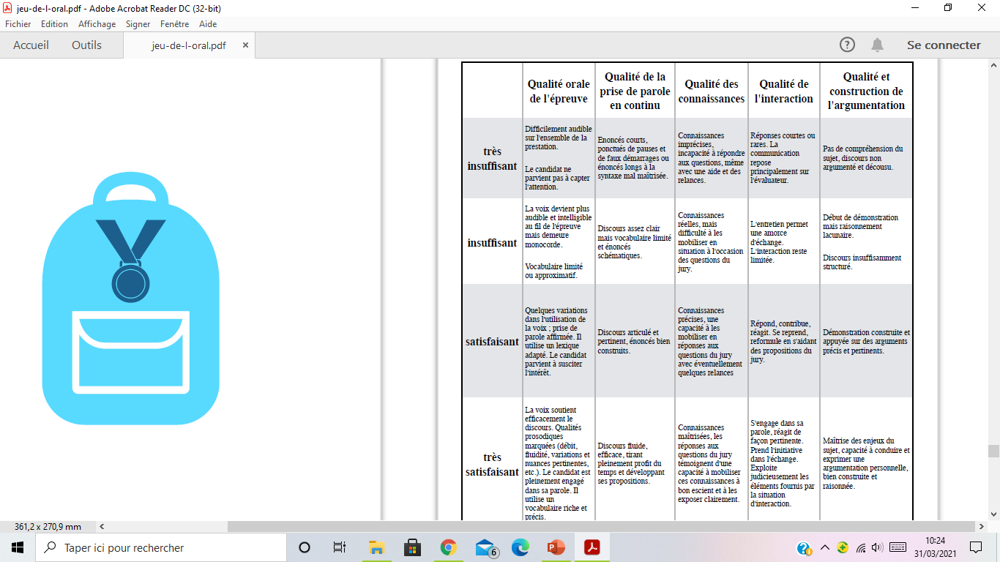 jeu-de-l-oral.pdf - Adobe Acrobat Reader DC (32-bit)
Fichier Edition Affichage Signer Fenêtre Aide
Accueil Outils jeu-de-l-oral.pdf × Se connecter
Qualité orale
de l'épreuve
Qualité de la
prise de parole
en continu
Qualité des
connaissances
Qualité de
l'interaction
Qualité et
construction de
l'argumentation
très
insuffisant
Difficilement audible
sur l'ensemble de la
prestation.
Le candidat ne
parvient pas à capter
l'attention.
Enoncés courts,
ponctués de pauses et
de faux démarrages ou
énoncés longs à la
syntaxe mal maîtrisée.
Connaissances
imprécises,
incapacité à répondre
aux questions, même
avec une aide et des
relances.
Réponses courtes ou
rares. La
communication
repose
principalement sur
l'évaluateur.
Pas de compréhension du
sujet, discours non
argumenté et décousu.
insuffisant
La voix devient plus
audible et intelligible
au fil de l'épreuve
mais demeure
monocorde.
Vocabulaire limité
ou approximatif.
Discours assez clair
mais vocabulaire limité
et énoncés
schématiques.
Connaissances
réelles, mais
difficulté à les
mobiliser en
situation à l'occasion
des questions du
jury.
L'entretien permet
une amorce
d'échange.
L'interaction reste
limitée.
Début de démonstration
mais raisonnement
lacunaire.
Discours insuffisamment
structuré.
satisfaisant
Quelques variations
dans l'utilisation de
la voix ; prise de
parole affirmée. Il
utilise un lexique
adapté. Le candidat
parvient à susciter
l'intérêt.
Discours articulé et
pertinent, énoncés bien
construits.
Connaissances
précises, une
capacité à les
mobiliser en
réponses aux
questions du jury
avec éventuellement
quelques relances
Répond, contribue,
réagit. Se reprend,
reformule en s'aidant
des propositions du
jury.
Démonstration construite et
appuyée sur des arguments
précis et pertinents.
très
satisfaisant
La voix soutient
efficacement le
discours. Qualités
prosodiques
marquées (débit,
fluidité, variations et
nuances pertinentes,
etc.). Le candidat est
pleinement engagé
dans sa parole. Il
utilise un
vocabulaire riche et
précis.
Discours fluide,
efficace, tirant
pleinement profit du
temps et développant
ses propositions.
Connaissances
maîtrisées, les
réponses aux
questions du jury
témoignent d'une
capacité à mobiliser
ces connaissances à
bon escient et à les
exposer clairement.
S'engage dans sa
parole, réagit de
façon pertinente.
Prend l'initiative
dans l'échange.
Exploite
judicieusement les
éléments fournis par
la situation
d'interaction.
Maîtrise des enjeux du
sujet, capacité à conduire et
exprimer une
argumentation personnelle,
bien construite et
raisonnée.
361,2 x 270,9 mm
Taper ici pour rechercher
6
10:24
31/03/2021